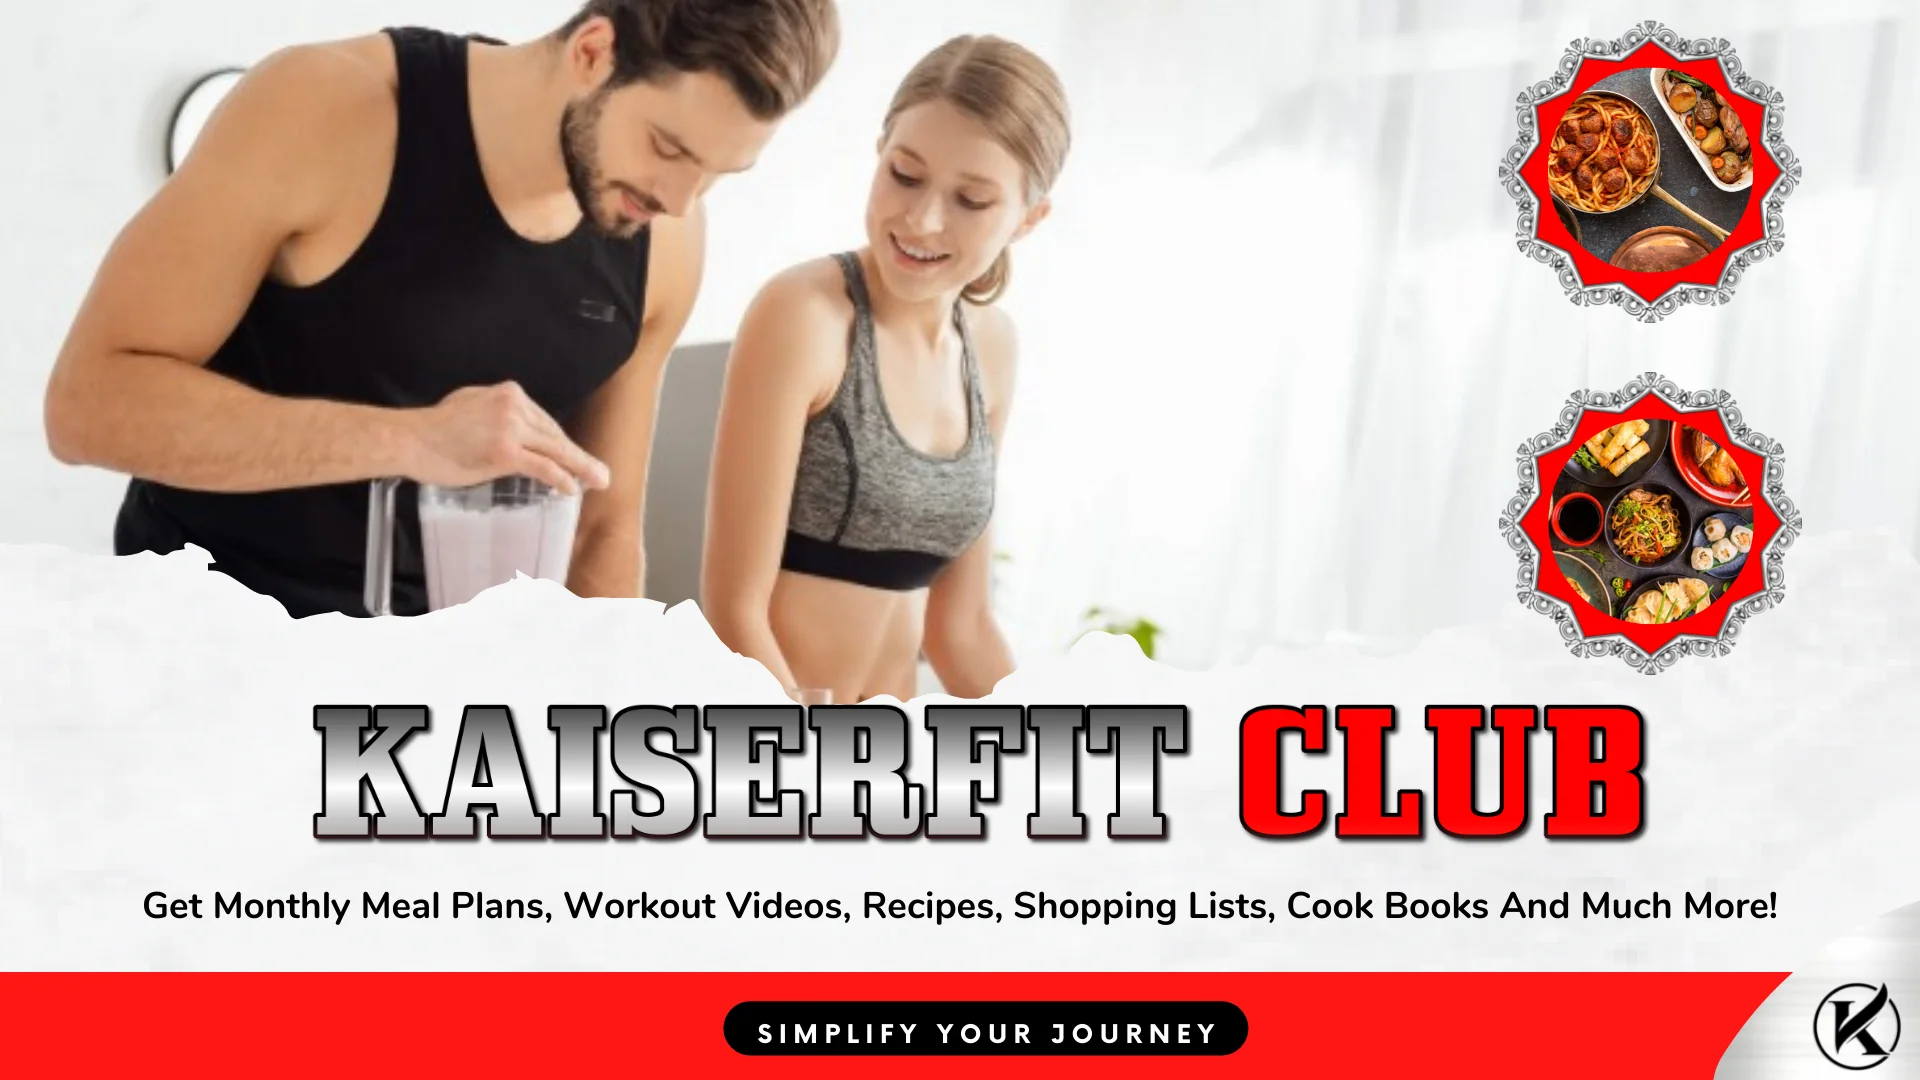 KAISERFIT CLUB
Get Monthly Meal Plans, Workout Videos, Recipes, Shopping Lists, Cook Books And Much More!
SIMPLIFY YOUR JOURNEY
K